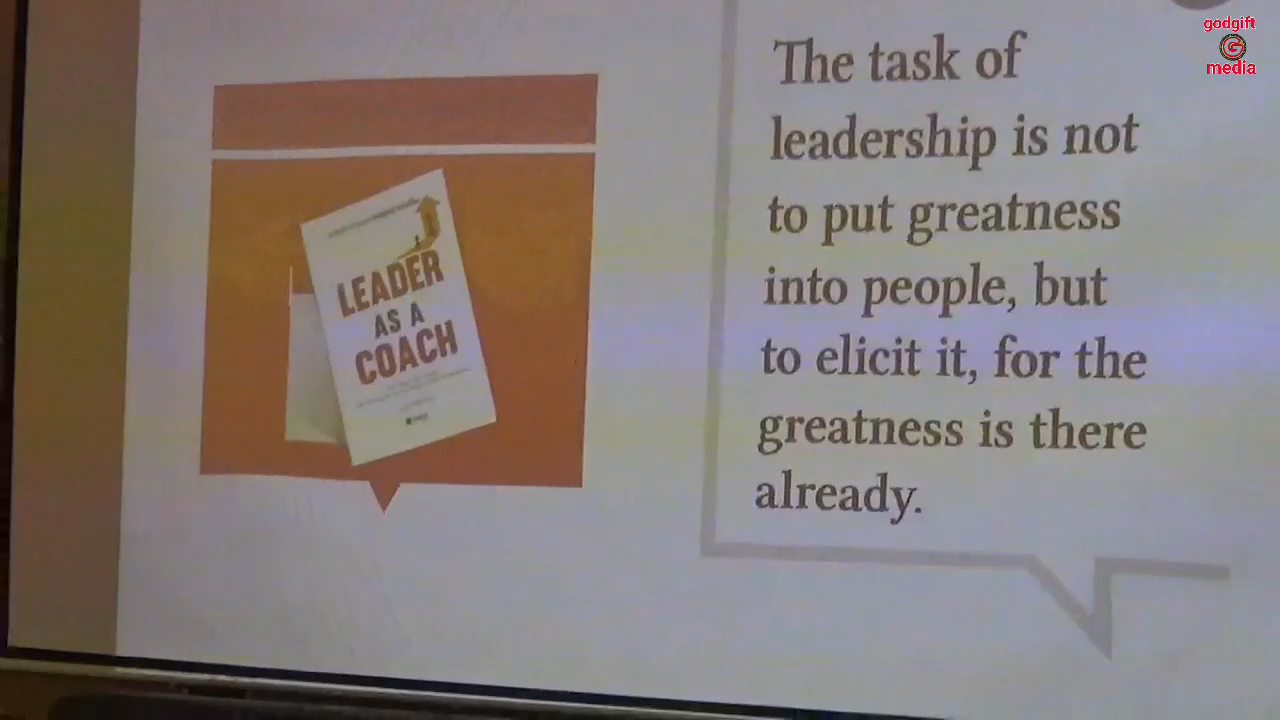 godgift
G
media
LEADER
AS A
COACH
The task of
leadership is not
to put greatness
into people, but
to elicit it, for the
greatness is there
already.